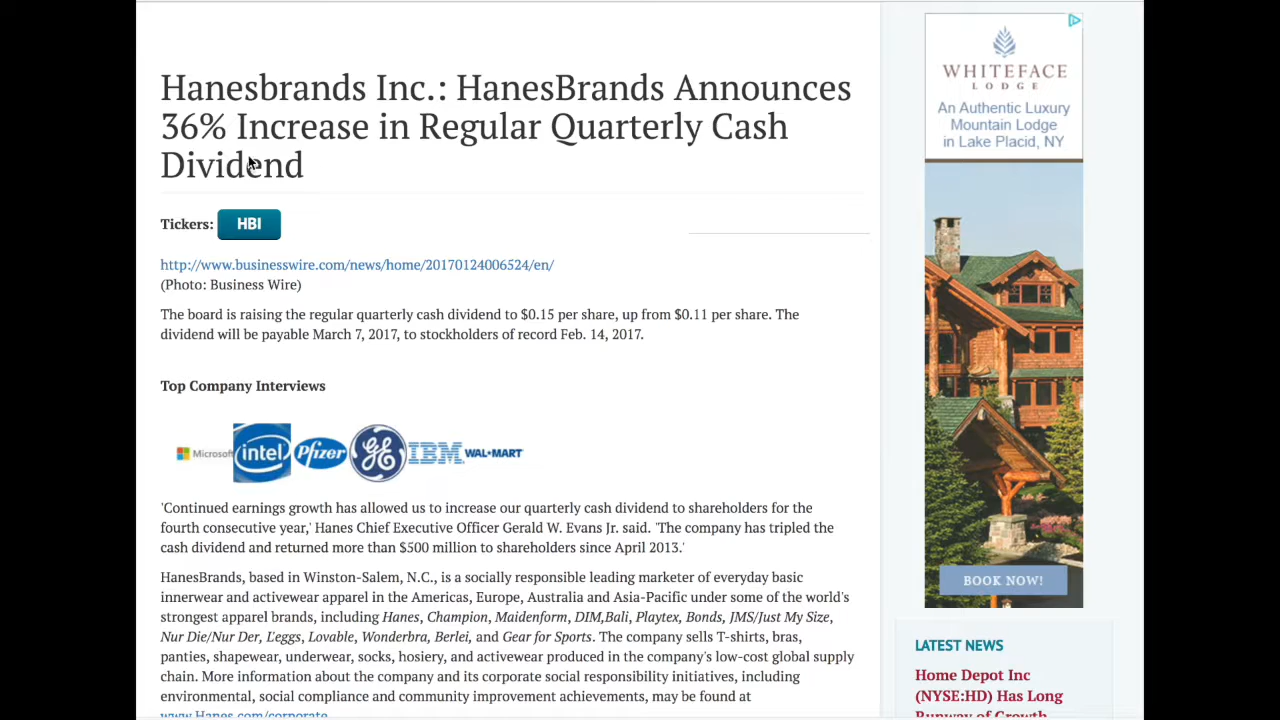 Hanesbrands Inc.: HanesBrands Announces
36% Increase in Regular Quarterly Cash
Dividend
Tickers: HBI
http://www.businesswire.com/news/home/20170124006524/en/
(Photo: Business Wire)
The board is raising the regular quarterly cash dividend to $0.15 per share, up from $0.11 per share. The
dividend will be payable March 7, 2017, to stockholders of record Feb. 14, 2017.
Top Company Interviews
Microsoft intel Pfizer GE IBM WAL*MART
'Continued earnings growth has allowed us to increase our quarterly cash dividend to shareholders for the
fourth consecutive year,' Hanes Chief Executive Officer Gerald W. Evans Jr. said. 'The company has tripled the
cash dividend and returned more than $500 million to shareholders since April 2013.'
HanesBrands, based in Winston-Salem, N.C., is a socially responsible leading marketer of everyday basic
innerwear and activewear apparel in the Americas, Europe, Australia and Asia-Pacific under some of the world's
strongest apparel brands, including Hanes, Champion, Maidenform, DIM,Bali, Playtex, Bonds, JMS/Just My Size,
Nur Die/Nur Der, L'eggs, Lovable, Wonderbra, Berlei, and Gear for Sports. The company sells T-shirts, bras,
panties, shapewear, underwear, socks, hosiery, and activewear produced in the company's low-cost global supply
chain. More information about the company and its corporate social responsibility initiatives, including
environmental, social compliance and community improvement achievements, may be found at
www.Hanes.com/corporate.
WHITEFACE
LODGE
An Authentic Luxury
Mountain Lodge
in Lake Placid, NY
BOOK NOW!
LATEST NEWS
Home Depot Inc
(NYSE:HD) Has Long
Runway of Growth